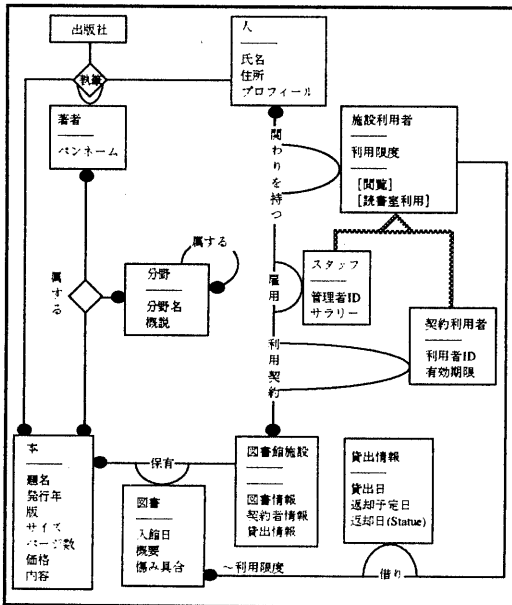 出版社
執筆
人
氏名
住所
プロフィール
著者
ペンネーム
関わりを持つ
施設利用者
利用限度
[閲覧]
[読書室利用]
属する
分野
分野名
概説
属する
雇用
スタッフ
管理者ID
サラリー
利用契約
契約利用者
利用者ID
有効期限
本
題名
発行年
版
サイズ
ページ数
価格
内容
保有
図書
入館日
概要
傷み具合
図書館施設
図書情報
契約者情報
貸出情報
貸出情報
貸出日
返却予定日
返却日(Statue)
～利用限度
借り